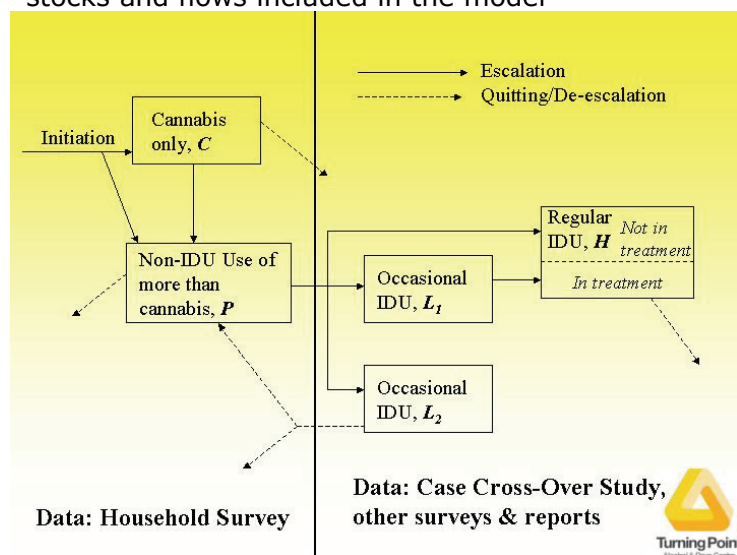 stocks and flows included in the model
Escalation
Quitting/De-escalation
Initiation
Cannabis
only, C
Non-IDU Use of
more than
cannabis, P
Occasional
IDU, L1
Occasional
IDU, L2
Regular
IDU, H
Not in
treatment
In treatment
Data: Household Survey
Data: Case Cross-Over Study,
other surveys & reports
Turning Poin